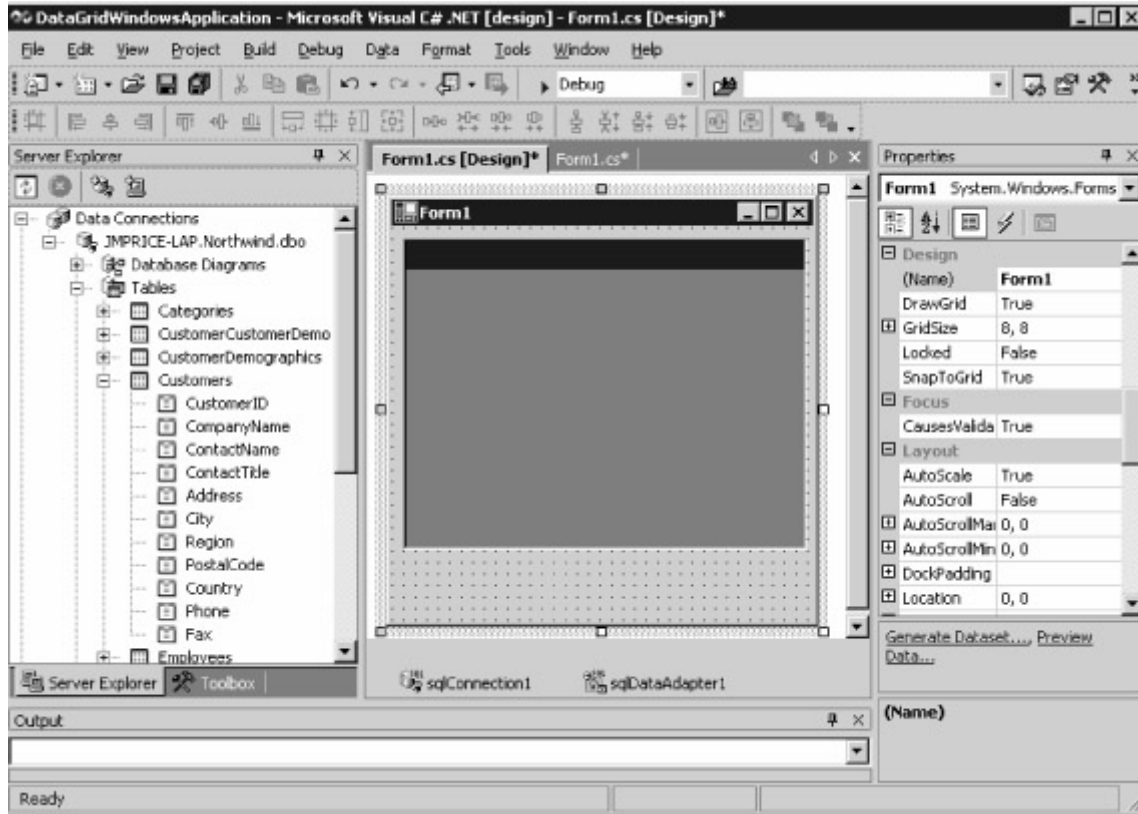 DataGridWindowsApplication - Microsoft Visual C# .NET [design] - Form1.cs [Design]*
File Edit View Project Build Debug Data Format Tools Window Help
Debug
Server Explorer
Data Connections
JMPRICE-LAP.Northwind.dbo
Database Diagrams
Tables
Categories
CustomerCustomerDemo
CustomerDemographics
Customers
CustomerID
CompanyName
ContactName
ContactTitle
Address
City
Region
PostalCode
Country
Phone
Fax
Employees
Server Explorer Toolbox
Form1.cs [Design]* Form1.cs*
Form1
sqlConnection1 sqlDataAdapter1
Properties
Form1 System.Windows.Forms
Design
(Name) Form1
DrawGrid True
GridSize 8, 8
Locked False
SnapToGrid True
Focus
CausesValida True
Layout
AutoScale True
AutoScroll False
AutoScrollMar 0, 0
AutoScrollMin 0, 0
DockPadding
Location 0, 0
Generate Dataset..., Preview
Data...
(Name)
Output
Ready